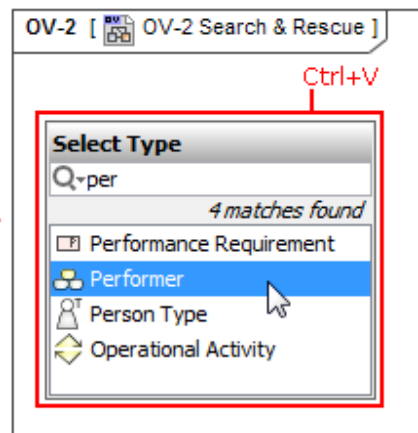 OV-2 [ OV-2 Search & Rescue ]
Ctrl+V
Select Type
per
4 matches found
Performance Requirement
Performer
Person Type
Operational Activity